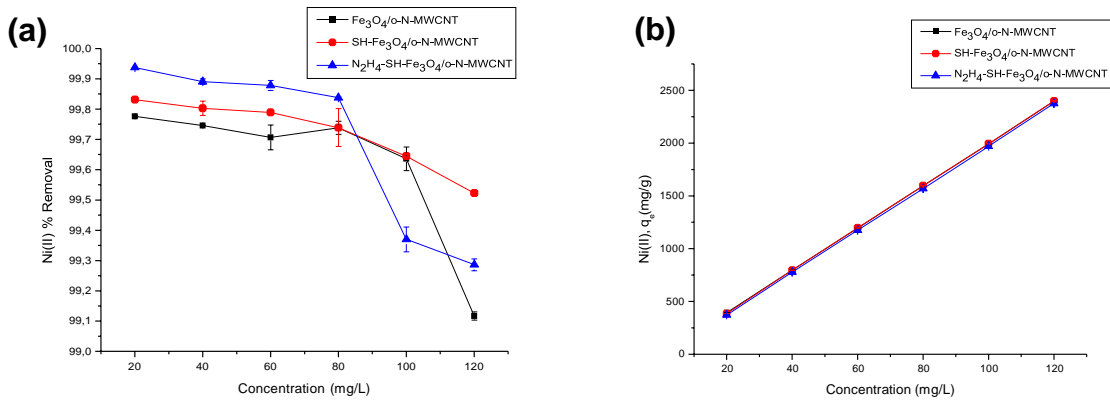 (a)
Fe₃O₄/o-N-MWCNT
SH-Fe₃O₄/o-N-MWCNT
N₂H₄-SH-Fe₃O₄/o-N-MWCNT
100,0
99,9
99,8
99,7
99,6
99,5
99,4
99,3
99,2
99,1
99,0
Ni(II) % Removal
20 40 60 80 100 120
Concentration (mg/L)
(b)
Fe₃O₄/o-N-MWCNT
SH-Fe₃O₄/o-N-MWCNT
N₂H₄-SH-Fe₃O₄/o-N-MWCNT
2500
2000
1500
1000
500
0
Ni(II), qₑ(mg/g)
20 40 60 80 100 120
Concentration (mg/L)